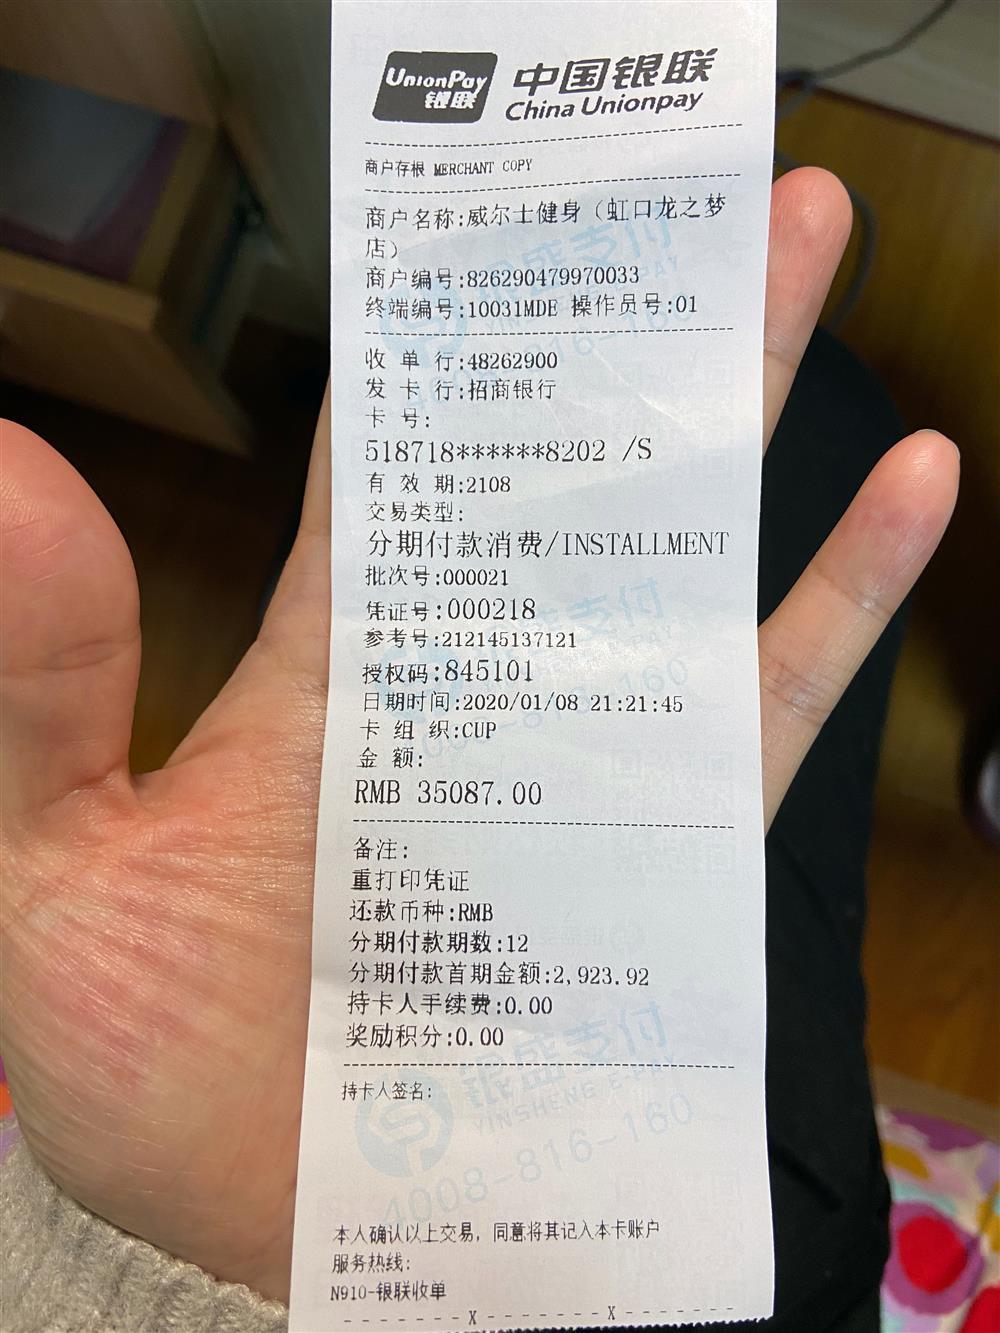 UnionPay
银联
中国银联
China Unionpay
商户存根 MERCHANT COPY
商户名称:威尔士健身（虹口龙之梦
店）
商户编号:826290479970033
终端编号:10031MDE 操作员号:01
收 单 行:48262900
发 卡 行:招商银行
卡 号:
518718******8202 /S
有 效 期:2108
交易类型:
分期付款消费/INSTALLMENT
批次号:000021
凭证号:000218
参考号:212145137121
授权码:845101
日期时间:2020/01/08 21:21:45
卡 组 织:CUP
金 额:
RMB 35087.00
备注:
重打印凭证
还款币种:RMB
分期付款期数:12
分期付款首期金额:2,923.92
持卡人手续费:0.00
奖励积分:0.00
持卡人签名:
银盛支付
YINSHENG E-PAY
4008-816-160
本人确认以上交易, 同意将其记入本卡账户
服务热线:
N910-银联收单